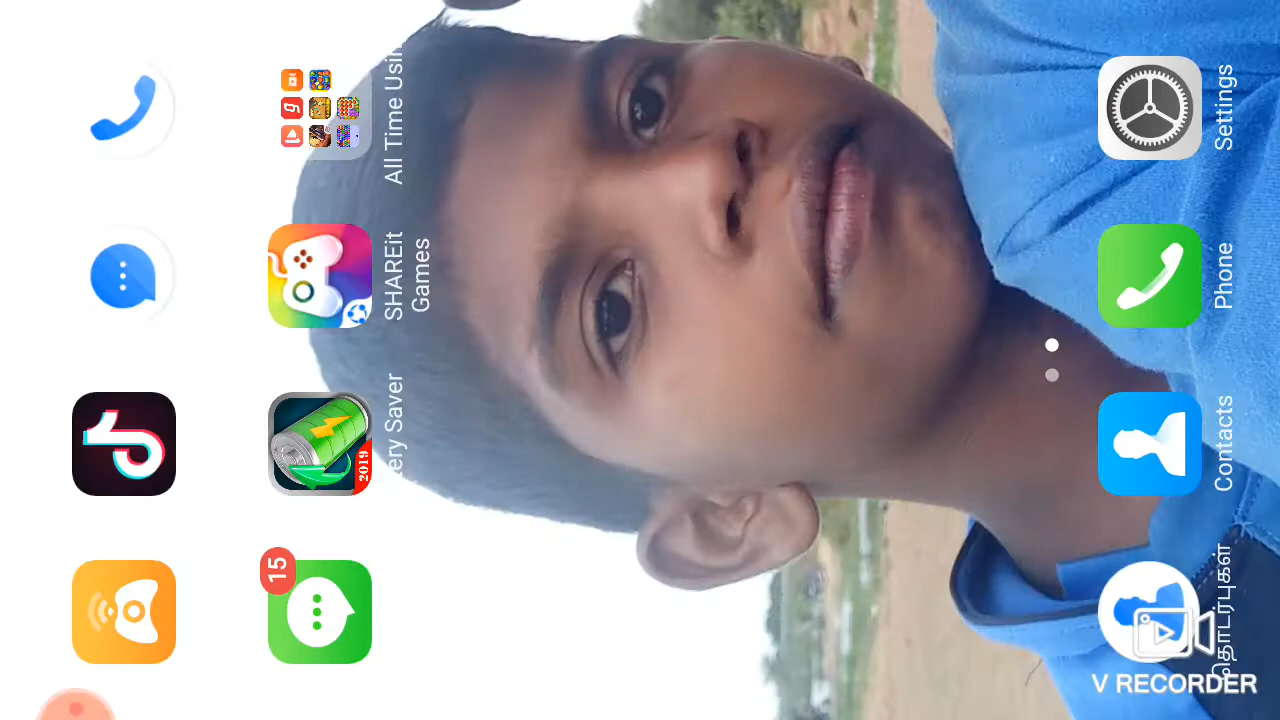 All Time Usin
SHAREit
Games
ery Saver
2019
15
Settings
Phone
Contacts
தொடர்புகள்
V RECORDER